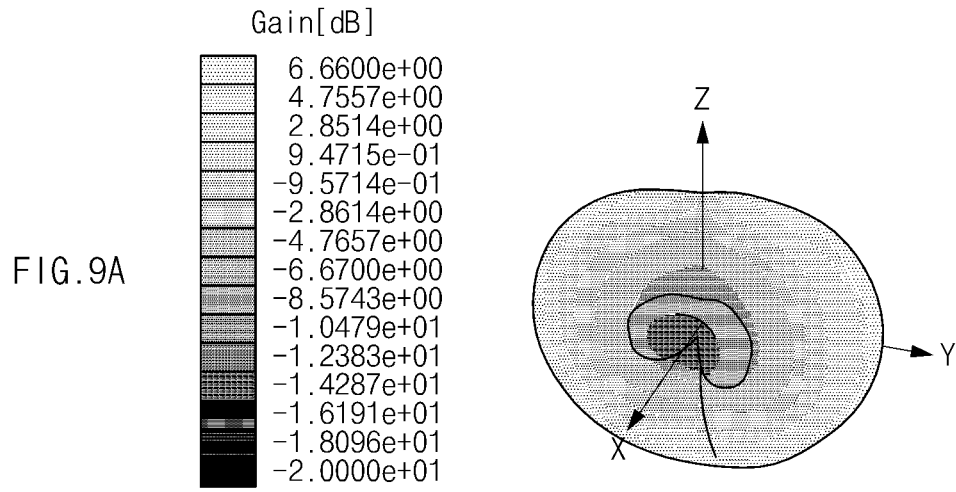 Gain[dB]
6.6600e+00
4.7557e+00
2.8514e+00
9.4715e-01
-9.5714e-01
-2.8614e+00
-4.7657e+00
-6.6700e+00
-8.5743e+00
-1.0479e+01
-1.2383e+01
-1.4287e+01
-1.6191e+01
-1.8096e+01
-2.0000e+01
FIG.9A
Z
Y
X